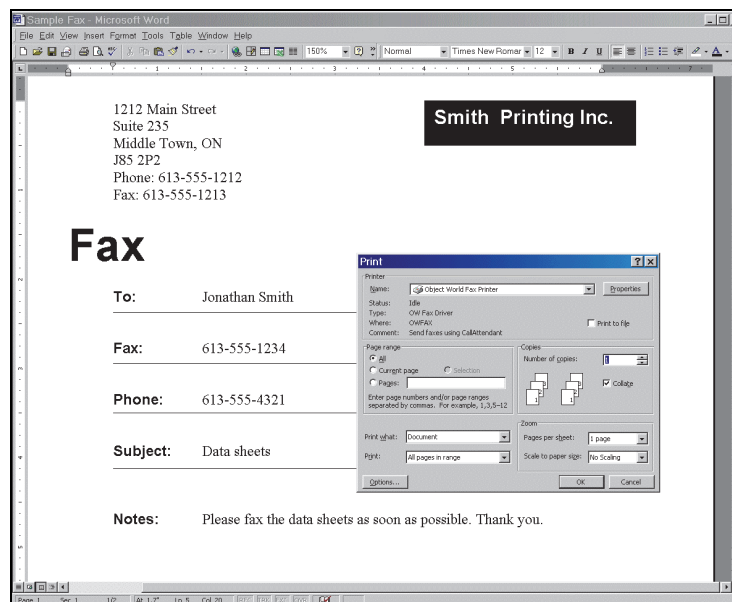 Sample Fax - Microsoft Word
File Edit View Insert Format Tools Table Window Help
150% Normal Times New Roman 12 B I U
1212 Main Street
Suite 235
Middle Town, ON
J85 2P2
Phone: 613-555-1212
Fax: 613-555-1213
Smith Printing Inc.
Fax
To: Jonathan Smith
Fax: 613-555-1234
Phone: 613-555-4321
Subject: Data sheets
Notes: Please fax the data sheets as soon as possible. Thank you.
Print
Printer
Name: Object World Fax Printer Properties
Status: Idle
Type: OW Fax Driver
Where: OWFAX Print to file
Comment: Send faxes using CallAttendant
Page range
All
Current page Selection
Pages:
Enter page numbers and/or page ranges
separated by commas. For example, 1,3,5-12
Copies
Number of copies: 1
Collate
Print what: Document
Print: All pages in range
Zoom
Pages per sheet: 1 page
Scale to paper size: No Scaling
Options... OK Cancel
Page 1 Sec 1 1/2 At 1.7" Ln 5 Col 20